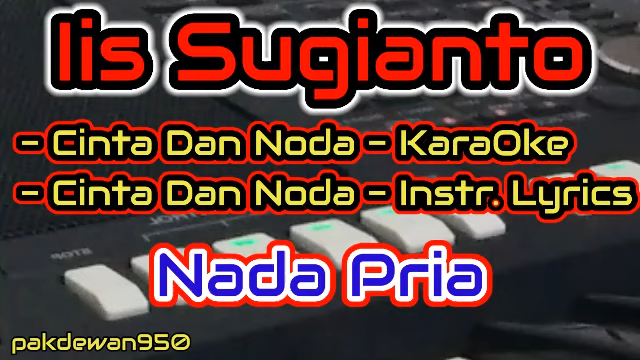 Iis Sugianto
- Cinta Dan Noda - KaraOke
- Cinta Dan Noda - Instr. Lyrics
Nada Pria
pakdewan950